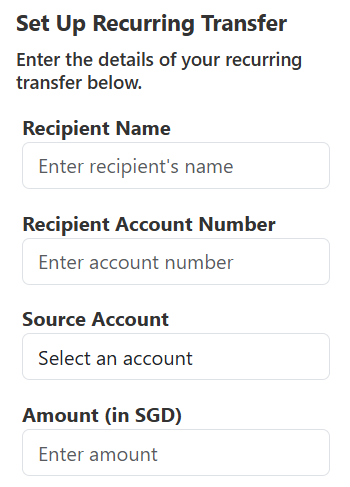 Set Up Recurring Transfer
Enter the details of your recurring
transfer below.
Recipient Name
Enter recipient's name
Recipient Account Number
Enter account number
Source Account
Select an account
Amount (in SGD)
Enter amount